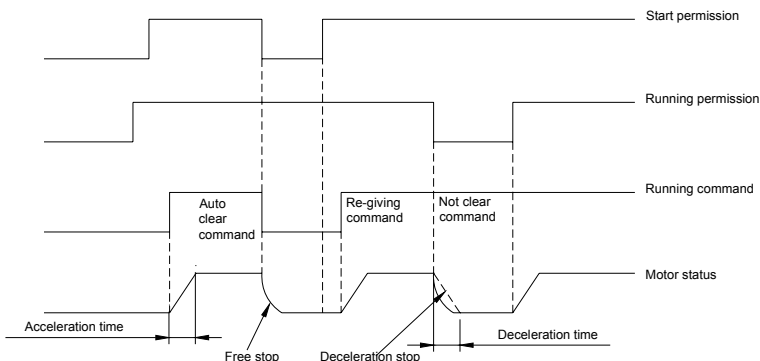 Start permission
Running permission
Running command
Auto
clear
command
Re-giving
command
Not clear
command
Motor status
Acceleration time
Free stop
Deceleration stop
Deceleration time